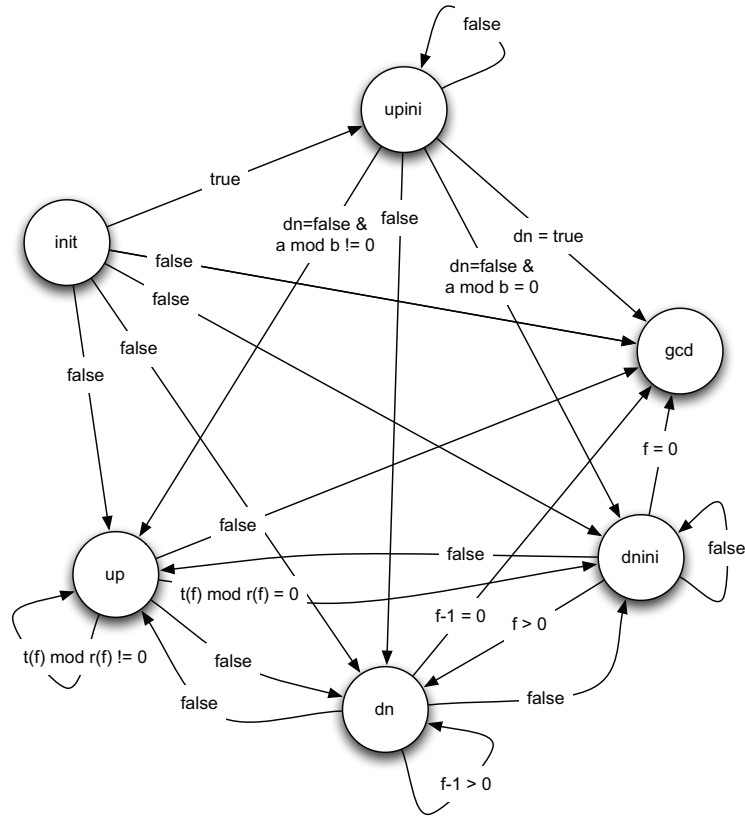 false
upini
true
dn=false &
a mod b != 0
false
dn = true
init
false
dn=false &
a mod b = 0
false
false
gcd
false
f = 0
false
false
dnini
false
up
t(f) mod r(f) = 0
f-1 = 0
f > 0
t(f) mod r(f) != 0
false
false
dn
false
f-1 > 0